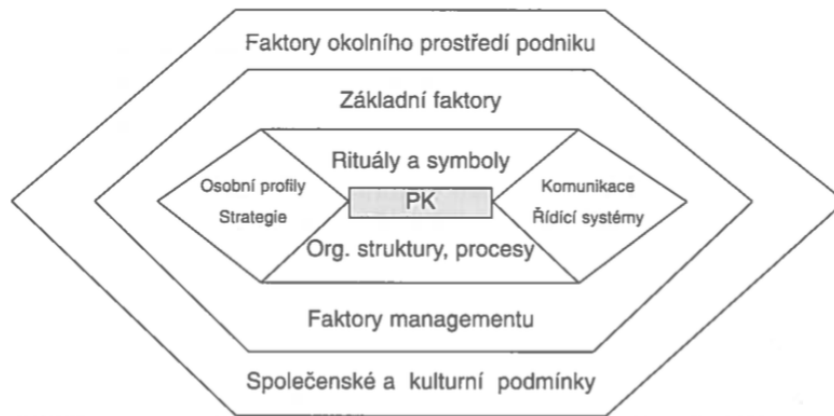 Faktory okolního prostředí podniku
Základní faktory
Rituály a symboly
Osobní profily
Strategie
PK
Komunikace
Řídicí systémy
Org. struktury, procesy
Faktory managementu
Společenské a kulturní podmínky